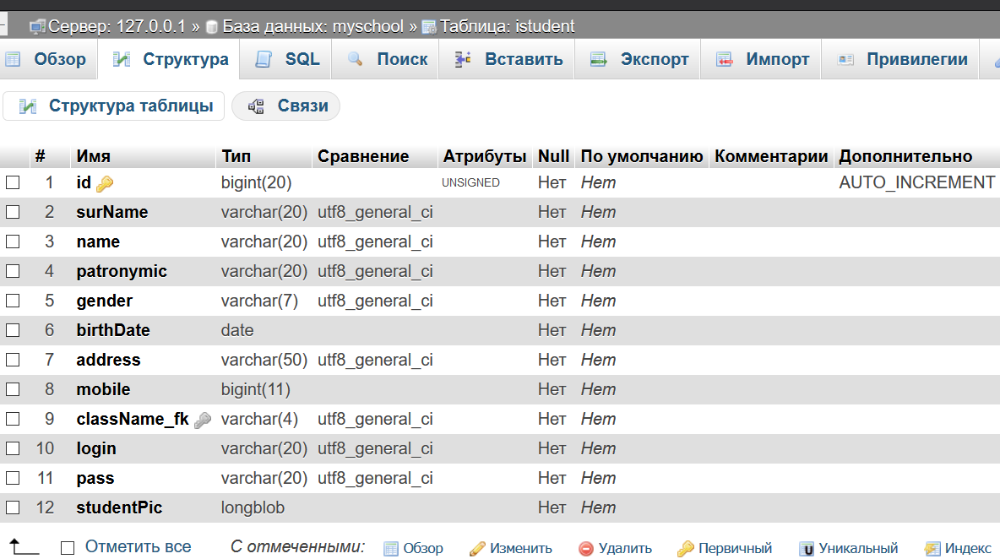 Сервер: 127.0.0.1 » База данных: myschool » Таблица: istudent
Обзор Структура SQL Поиск Вставить Экспорт Импорт Привилегии
Структура таблицы Связи
# Имя Тип Сравнение Атрибуты Null По умолчанию Комментарии Дополнительно
1 id bigint(20) UNSIGNED Нет Нет AUTO_INCREMENT
2 surName varchar(20) utf8_general_ci Нет Нет
3 name varchar(20) utf8_general_ci Нет Нет
4 patronymic varchar(20) utf8_general_ci Нет Нет
5 gender varchar(7) utf8_general_ci Нет Нет
6 birthDate date Нет Нет
7 address varchar(50) utf8_general_ci Нет Нет
8 mobile bigint(11) Нет Нет
9 className_fk varchar(4) utf8_general_ci Нет Нет
10 login varchar(20) utf8_general_ci Нет Нет
11 pass varchar(20) utf8_general_ci Нет Нет
12 studentPic longblob Нет Нет
Отметить все С отмеченными: Обзор Изменить Удалить Первичный Уникальный Индекс